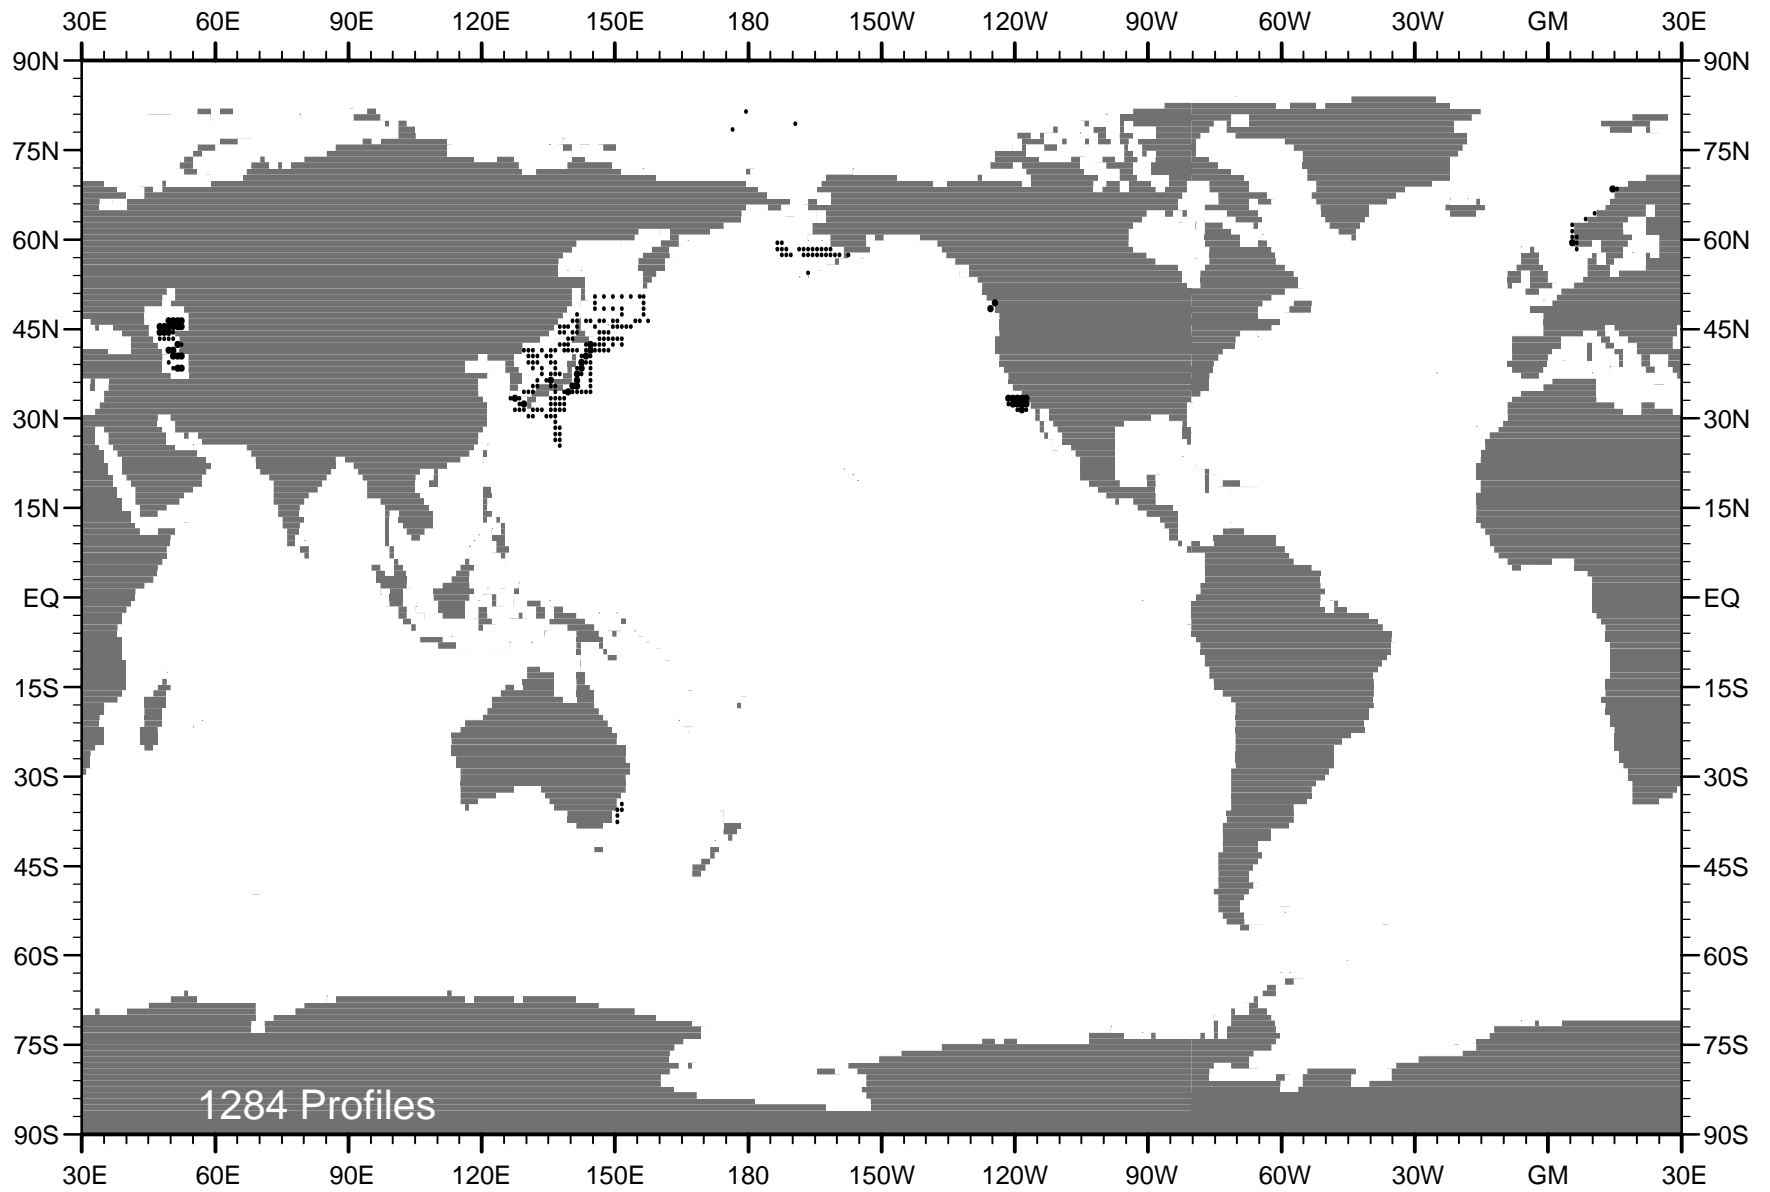 30E 60E 90E 120E 150E 180 150W 120W 90W 60W 30W GM 30E
90N 90N
75N 75N
60N 60N
45N 45N
30N 30N
15N 15N
EQ EQ
15S 15S
30S 30S
45S 45S
60S 60S
75S 75S
1284 Profiles
90S 90S
30E 60E 90E 120E 150E 180 150W 120W 90W 60W 30W GM 30E